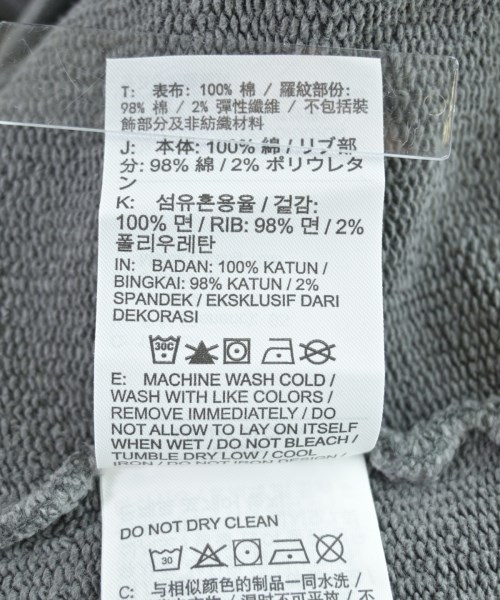 T: 表布: 100% 棉 / 羅紋部份:
98% 棉 / 2% 彈性纖維 / 不包括裝
飾部分及非紡織材料
J: 本体: 100% 綿 / リブ部
分: 98% 綿 / 2% ポリウレタ
ン
K: 섬유혼용율 / 겉감:
100% 면 / RIB: 98% 면 / 2%
폴리우레탄
IN: BADAN: 100% KATUN /
BINGKAI: 98% KATUN / 2%
SPANDEK / EKSKLUSIF DARI
DEKORASI
30C
E: MACHINE WASH COLD /
WASH WITH LIKE COLORS /
REMOVE IMMEDIATELY / DO
NOT ALLOW TO LAY ON ITSELF
WHEN WET / DO NOT BLEACH /
TUMBLE DRY LOW / COOL
IRON / DO NOT IRON DESIGN /
DO NOT DRY CLEAN
30
C: 与相似颜色的制品一同水洗 /